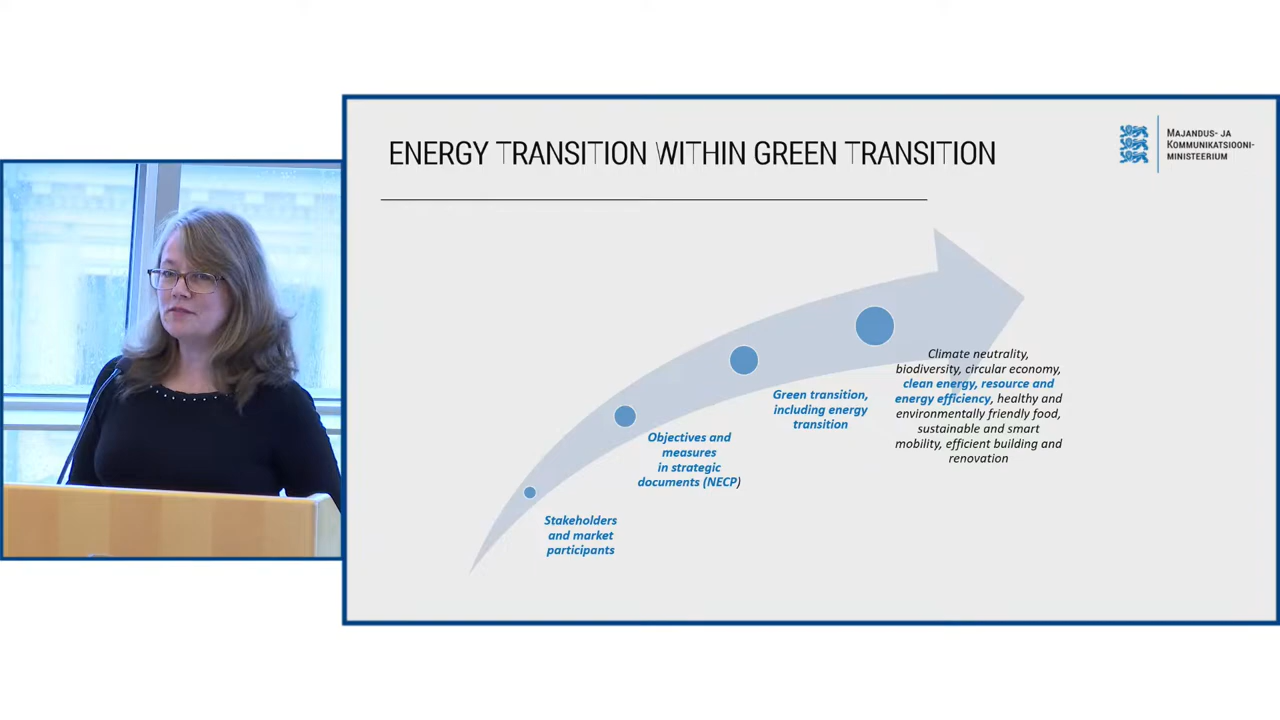 ENERGY TRANSITION WITHIN GREEN TRANSITION
MAJANDUS- JA
KOMMUNIKATSIOONI-
MINISTEERIUM
Stakeholders
and market
participants
Objectives and
measures
in strategic
documents (NECP)
Green transition,
including energy
transition
Climate neutrality,
biodiversity, circular economy,
clean energy, resource and
energy efficiency, healthy and
environmentally friendly food,
sustainable and smart
mobility, efficient building and
renovation